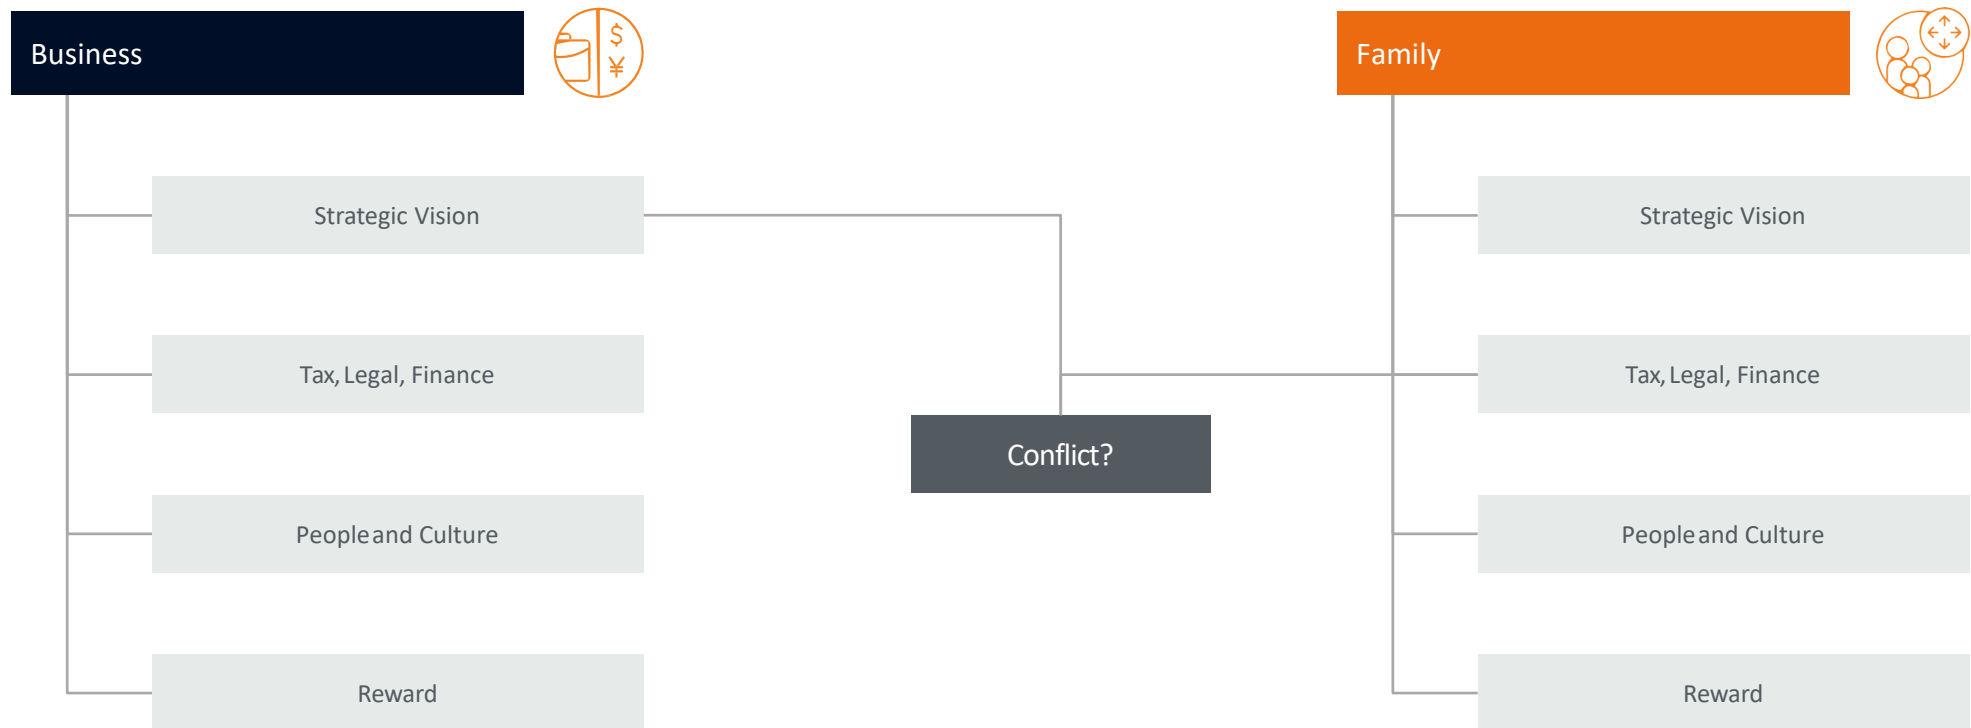 Business
$
¥
Strategic Vision
Tax, Legal, Finance
People and Culture
Reward
Conflict?
Family
Strategic Vision
Tax, Legal, Finance
People and Culture
Reward